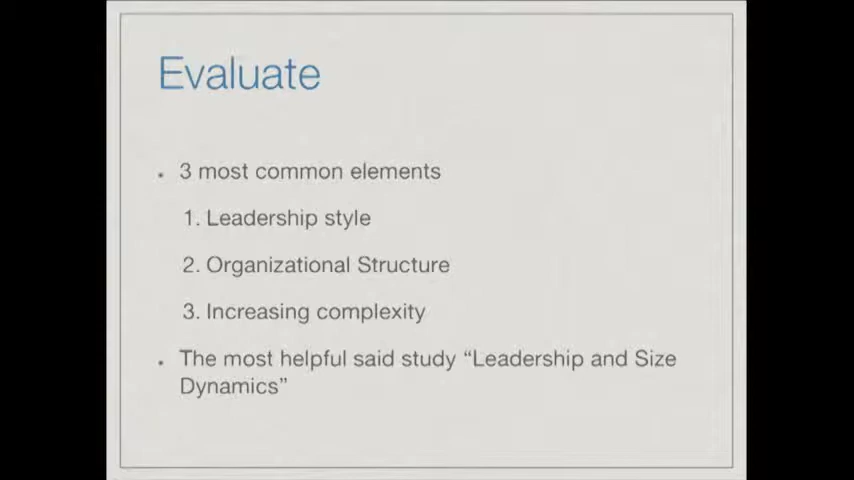 Evaluate
• 3 most common elements
1. Leadership style
2. Organizational Structure
3. Increasing complexity
• The most helpful said study “Leadership and Size
Dynamics”